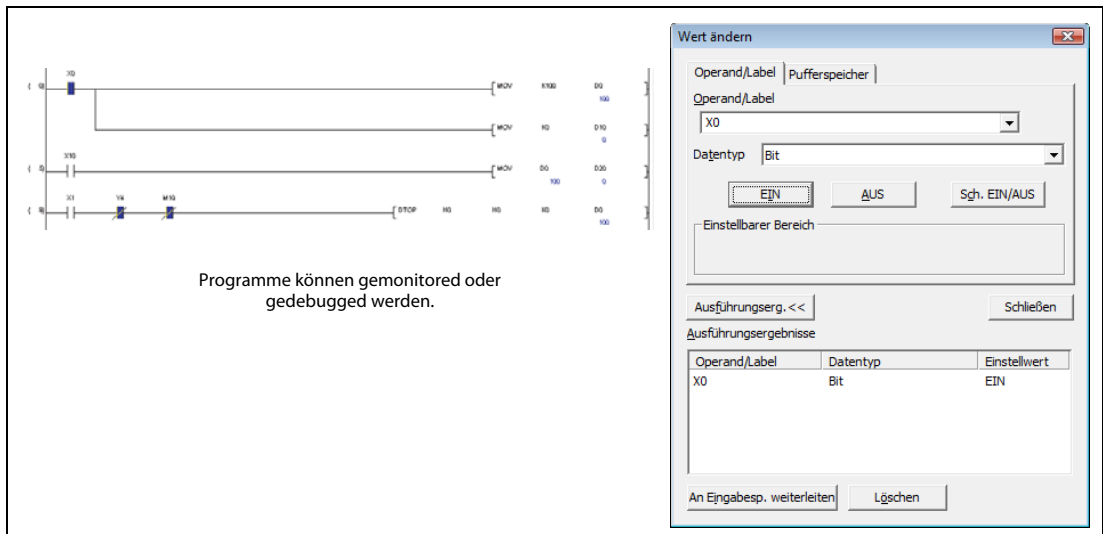 X0
( 0) [ MOV K100 D0 ]
100
[ MOV K0 D10 ]
0
X10
( 5) [ MOV D0 D20 ]
100 0
X1 Y4 M10
( 8) [ DTOP H0 K0 D0 ]
100
Programme können gemonitored oder
gedebugged werden.
Wert ändern
Operand/Label Pufferspeicher
Operand/Label
X0
Datentyp Bit
EIN AUS Sch. EIN/AUS
Einstellbarer Bereich
Ausführungserg.<< Schließen
Ausführungsergebnisse
Operand/Label Datentyp Einstellwert
X0 Bit EIN
An Eingabesp. weiterleiten Löschen